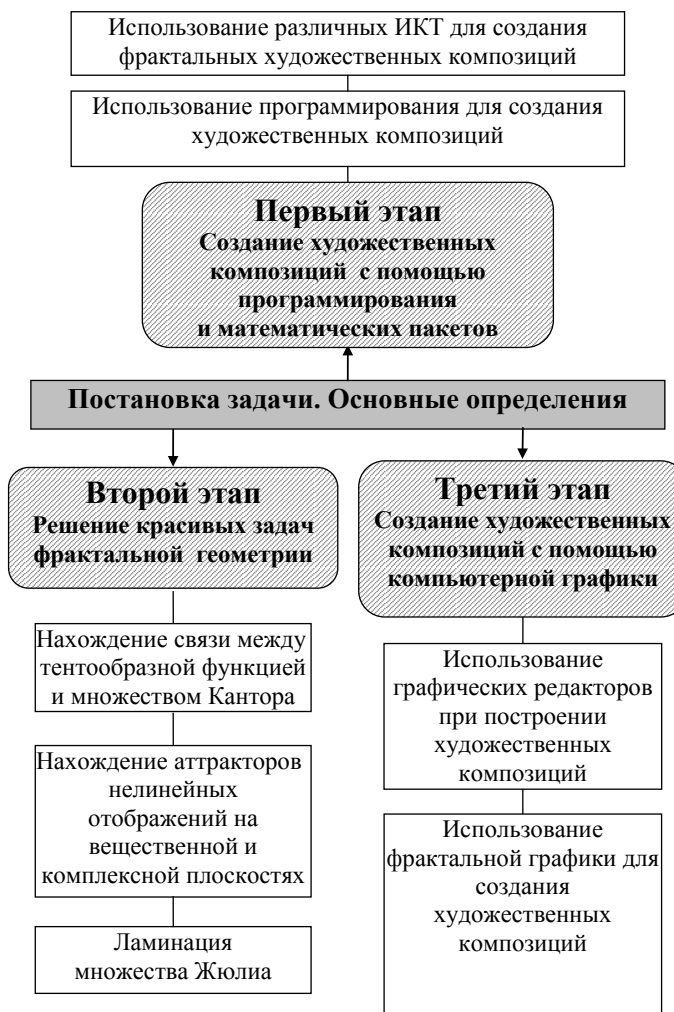 Использование различных ИКТ для создания
фрактальных художественных композиций
Использование программирования для создания
художественных композиций
Первый этап
Создание художественных
композиций с помощью
программирования
и математических пакетов
Постановка задачи. Основные определения
Второй этап
Решение красивых задач
фрактальной геометрии
Нахождение связи между
тентообразной функцией
и множеством Кантора
Нахождение аттракторов
нелинейных
отображений на
вещественной и
комплексной плоскостях
Ламинация
множества Жюлиа
Третий этап
Создание художественных
композиций с помощью
компьютерной графики
Использование
графических редакторов
при построении
художественных
композиций
Использование
фрактальной графики для
создания
художественных
композиций